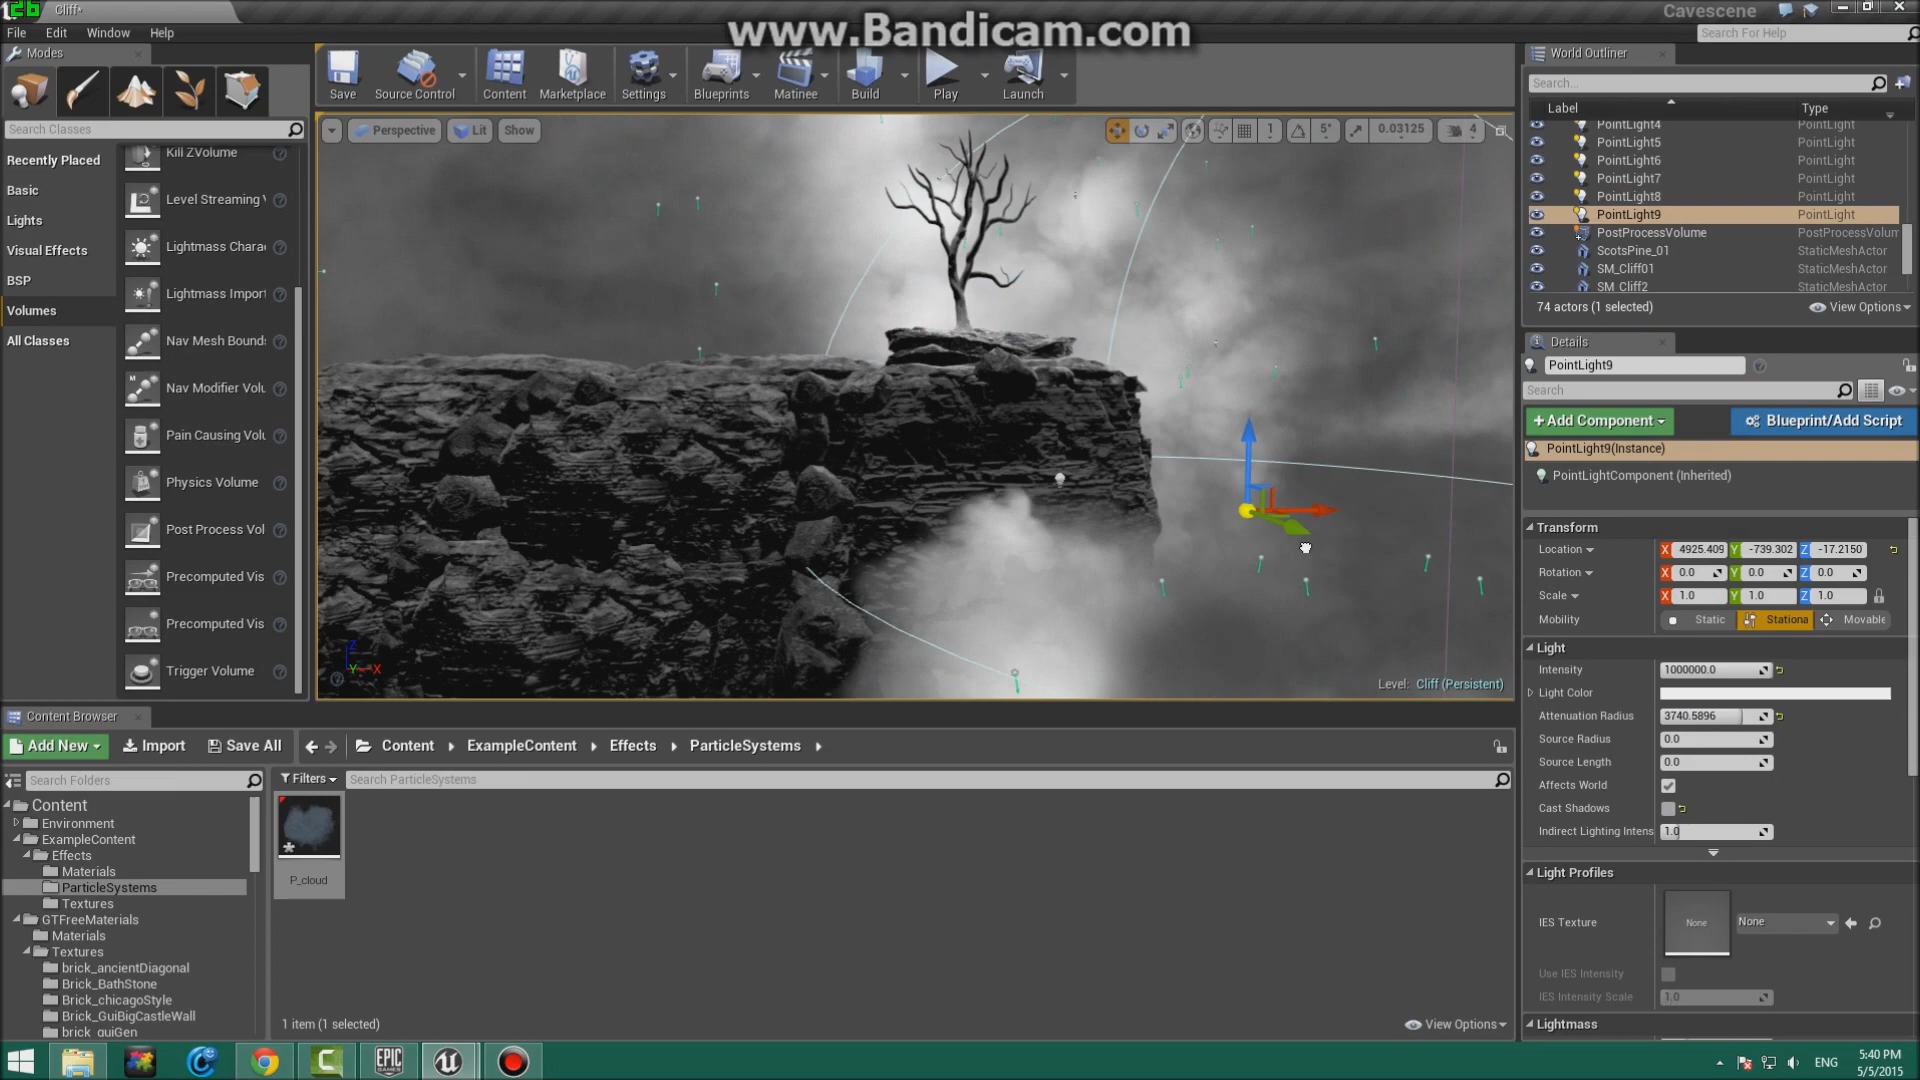 26
Cliff*
www.Bandicam.com
Cavescene
File Edit Window Help
Search For Help
Modes
Save
Source Control
Content
Marketplace
Settings
Blueprints
Matinee
Build
Play
Launch
World Outliner
Search...
Label Type
Search Classes
Perspective
Lit
Show
1
5°
0.03125
4
PointLight4 PointLight
PointLight5 PointLight
PointLight6 PointLight
PointLight7 PointLight
PointLight8 PointLight
PointLight9 PointLight
PostProcessVolume PostProcessVolum
ScotsPine_01 StaticMeshActor
SM_Cliff01 StaticMeshActor
SM_Cliff2 StaticMeshActor
74 actors (1 selected)
View Options
Recently Placed
Basic
Lights
Visual Effects
BSP
Volumes
All Classes
Kill ZVolume
Level Streaming V
Lightmass Chara
Lightmass Import
Nav Mesh Bounds
Nav Modifier Volu
Pain Causing Volu
Physics Volume
Post Process Vol
Precomputed Vis
Precomputed Vis
Trigger Volume
Z
Y X
Level: Cliff (Persistent)
Details
PointLight9
Search
+Add Component
Blueprint/Add Script
PointLight9(Instance)
PointLightComponent (Inherited)
Transform
Location X 4925.409 Y -739.302 Z -17.2150
Rotation X 0.0 Y 0.0 Z 0.0
Scale X 1.0 Y 1.0 Z 1.0
Mobility Static Stationa Movable
Light
Intensity 1000000.0
Light Color
Attenuation Radius 3740.5896
Source Radius 0.0
Source Length 0.0
Affects World
Cast Shadows
Indirect Lighting Intens 1.0
Light Profiles
IES Texture None None
Use IES Intensity
IES Intensity Scale 1.0
Lightmass
Content Browser
Add New Import Save All
Content ExampleContent Effects ParticleSystems
Search Folders
Filters
Search ParticleSystems
Content
Environment
ExampleContent
Effects
Materials
ParticleSystems
Textures
GTFreeMaterials
Materials
Textures
brick_ancientDiagonal
Brick_BathStone
Brick_chicagoStyle
Brick_GuiBigCastleWall
brick_guiGen
P_cloud
1 item (1 selected)
View Options
EPIC
GAMES
ENG
5:40 PM
5/5/2015